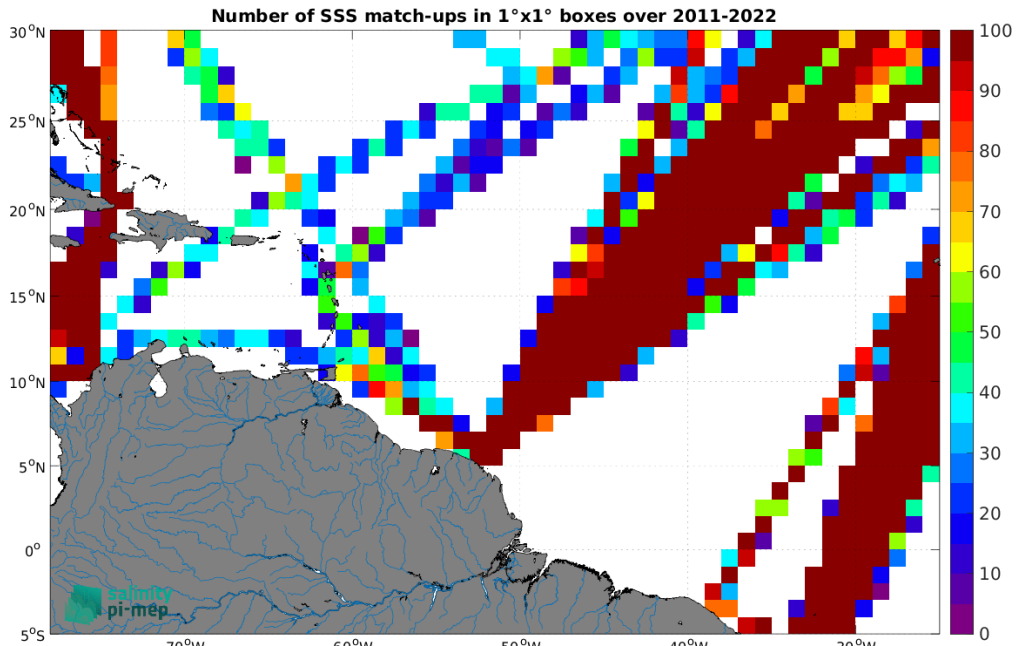 Number of SSS match-ups in 1°x1° boxes over 2011-2022
30°N
25°N
20°N
15°N
10°N
5°N
0°
5°S
70°W
60°W
50°W
40°W
30°W
100
90
80
70
60
50
40
30
20
10
0
salinity
pi-mep